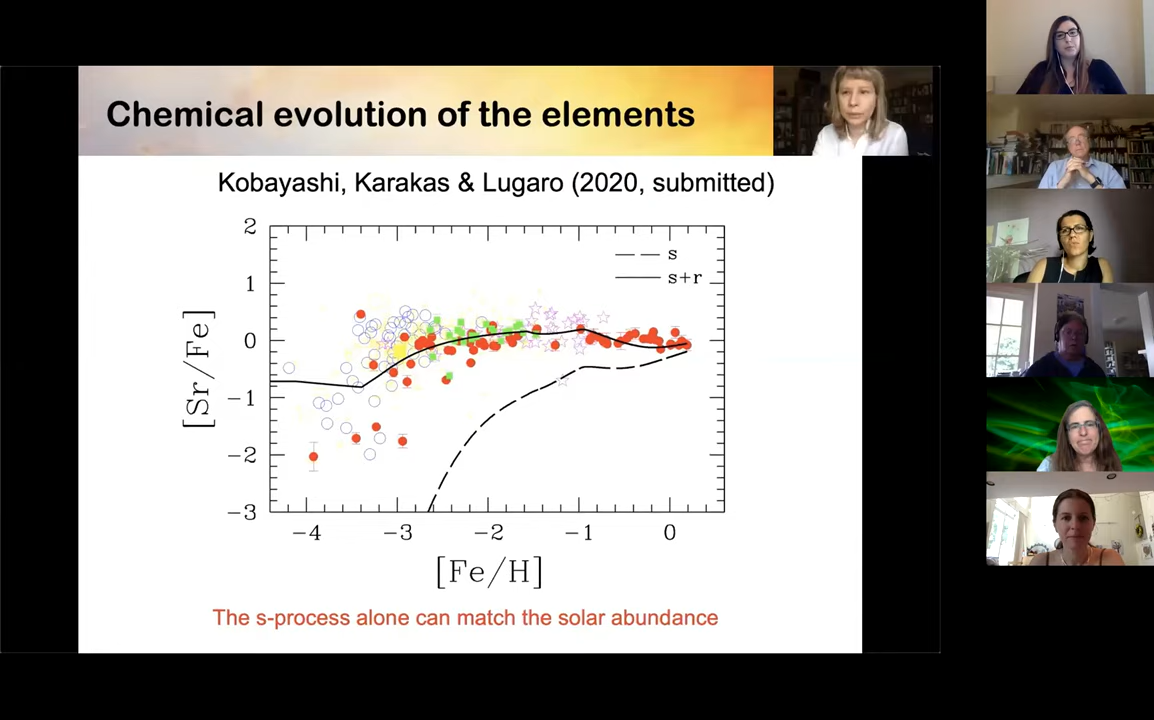 Chemical evolution of the elements
Kobayashi, Karakas & Lugaro (2020, submitted)
2
1
0
−1
−2
−3
[Sr/Fe]
s
s+r
−4 −3 −2 −1 0
[Fe/H]
The s-process alone can match the solar abundance